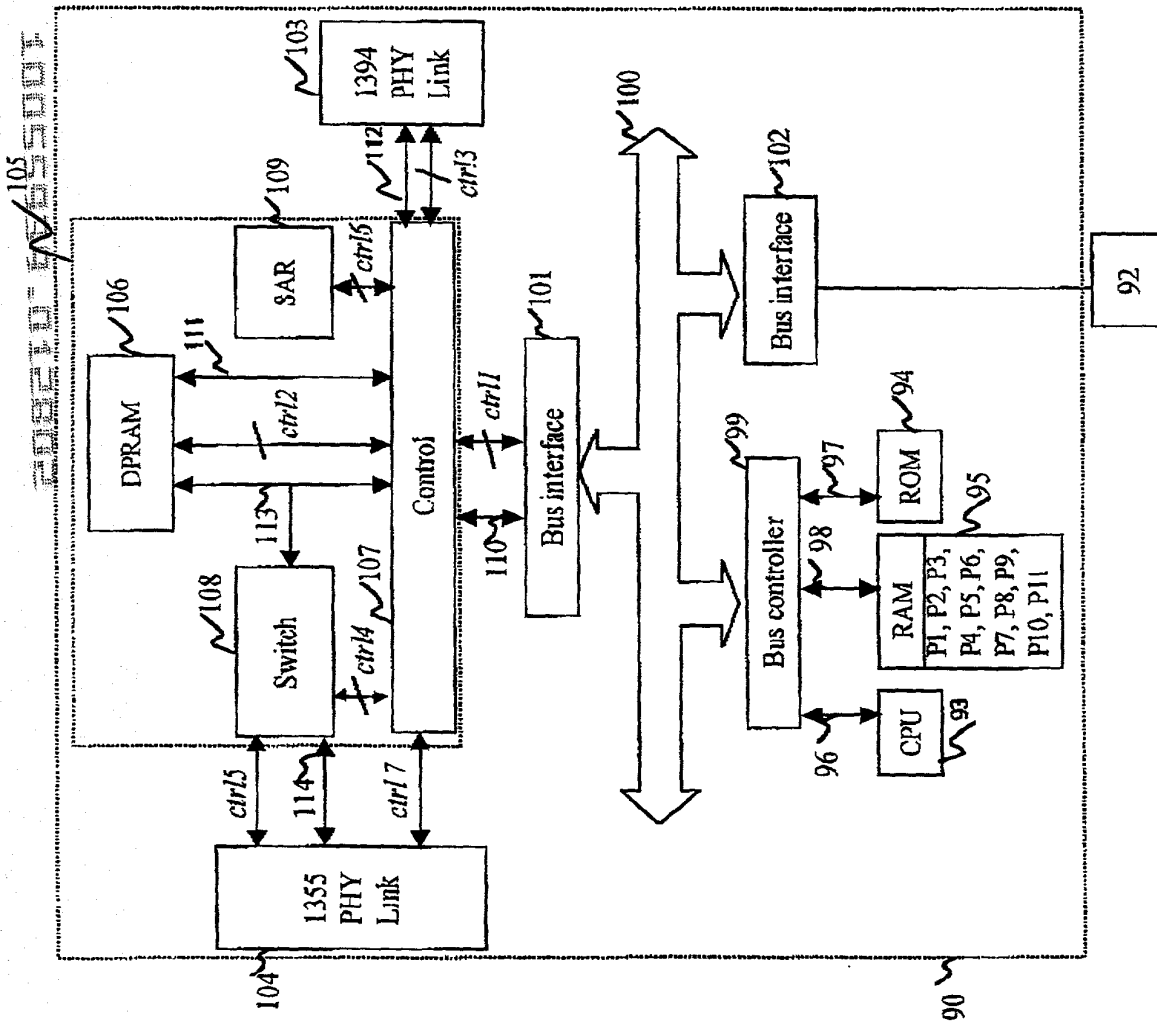 105
103
1394
PHY
Link
112
ctrl3
109
SAR
ctrl6
106
DPRAM
111
ctrl2
113
108
Switch
107
ctrl4
Control
ctrl5
114
ctrl 7
1355
PHY
Link
104
110
ctrl1
101
Bus interface
100
102
Bus interface
92
99
Bus controller
94
97
ROM
98
95
RAM
P1, P2, P3,
P4, P5, P6,
P7, P8, P9,
P10, P11
96
CPU
93
90